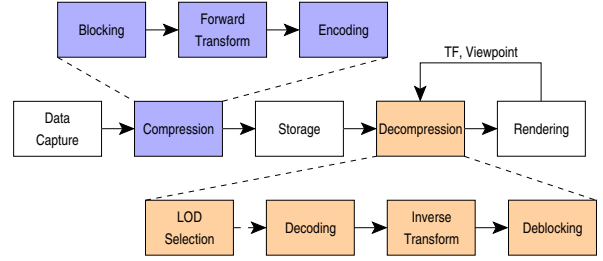 Blocking
Forward
Transform
Encoding
TF, Viewpoint
Data
Capture
Compression
Storage
Decompression
Rendering
LOD
Selection
Decoding
Inverse
Transform
Deblocking